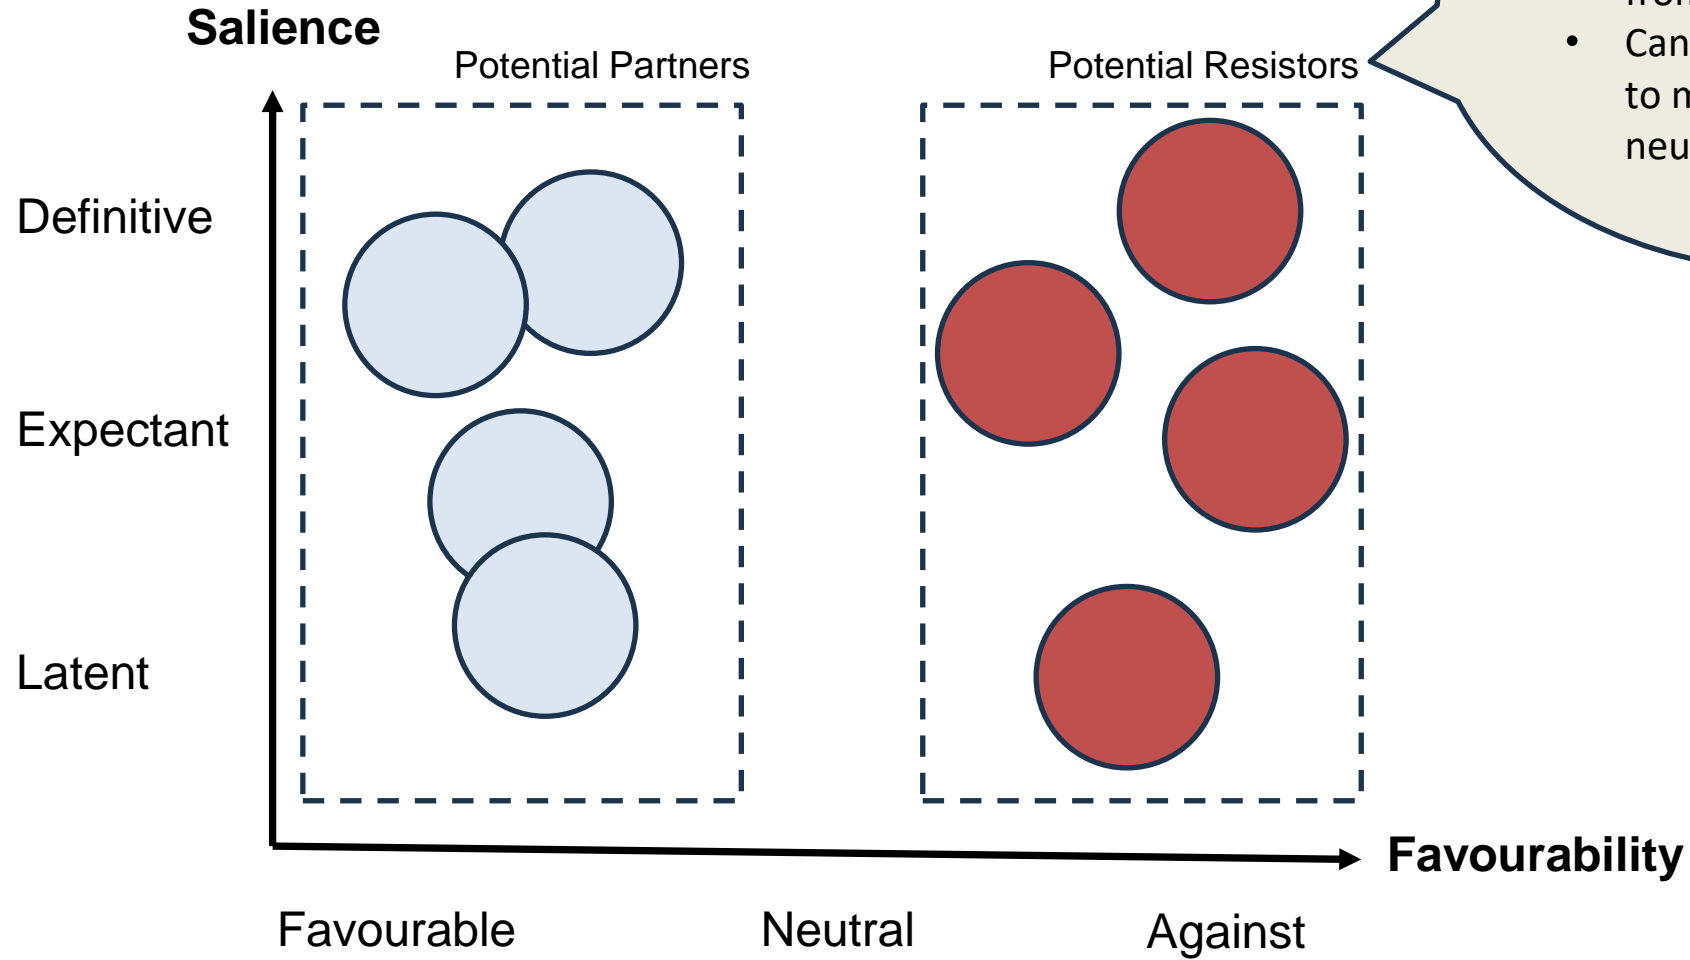 Salience
Potential Partners
Potential Resistors
• Can
to m
neu
Definitive
Expectant
Latent
Favourability
Favourable
Neutral
Against